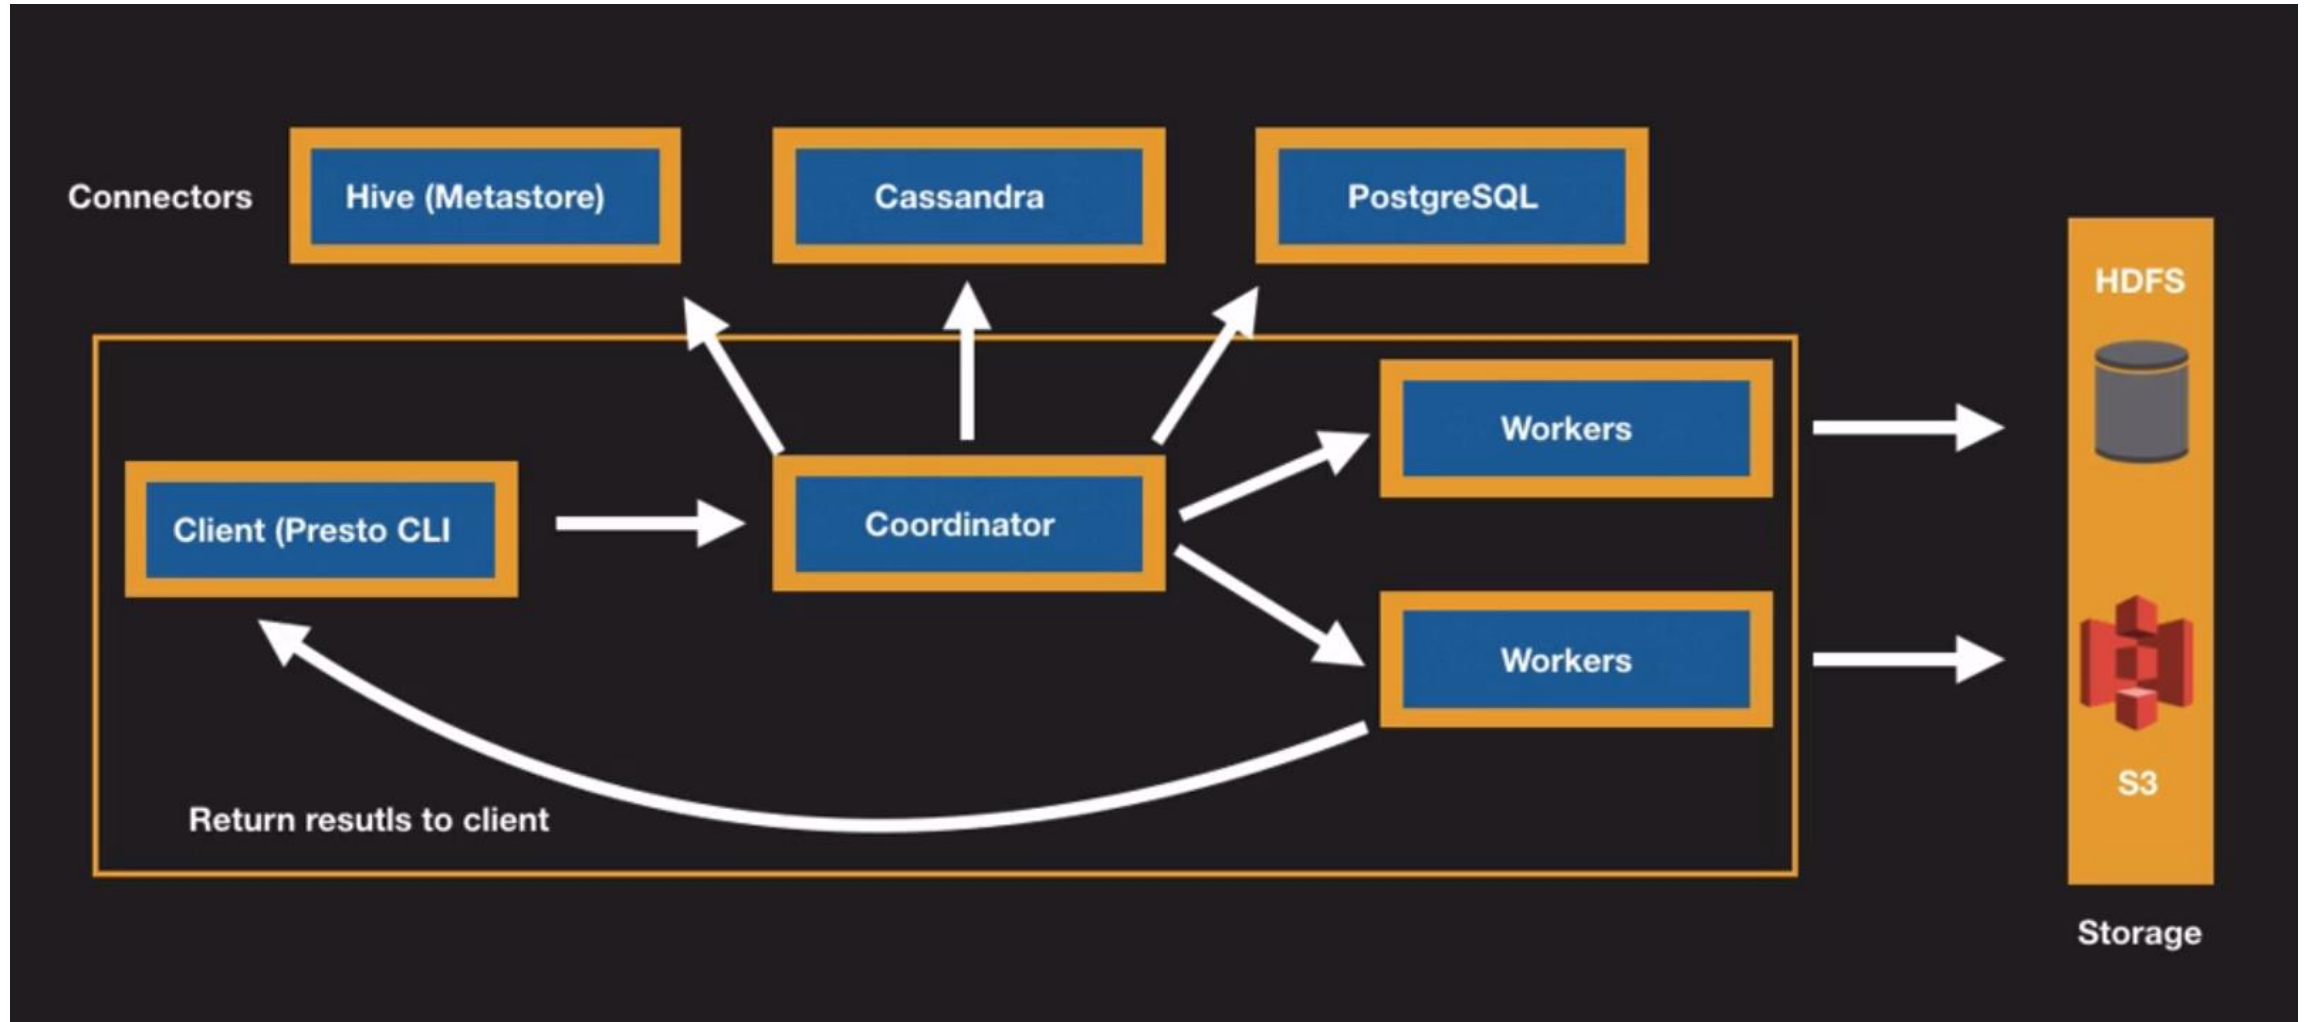 Connectors
Hive (Metastore)
Cassandra
PostgreSQL
HDFS
Workers
Client (Presto CLI
Coordinator
Workers
S3
Return resutls to client
Storage